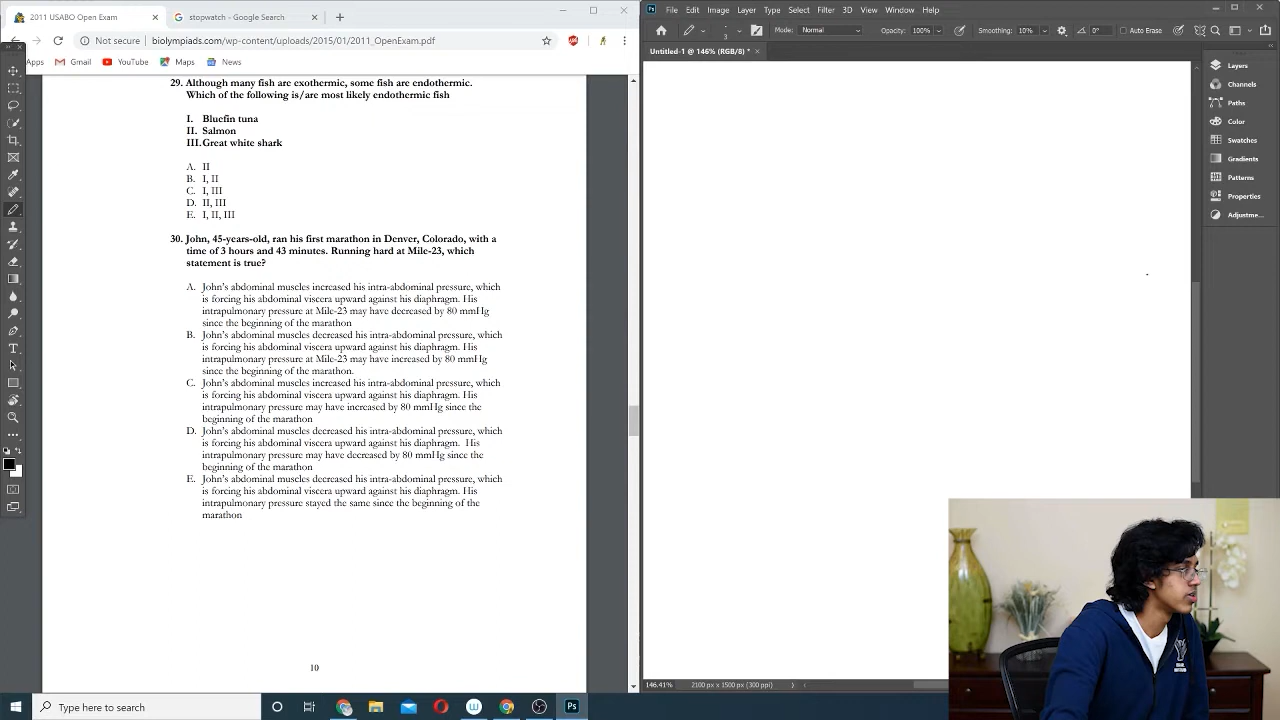 2011 USABO Open Exam
stopwatch - Google Search
Not secure
biolympiads.com/wp-content/uploads/2015/01/2011_OpenExam.pdf
Apps
Gmail
YouTube
Maps
News
29. Although many fish are exothermic, some fish are endothermic.
Which of the following is/are most likely endothermic fish
I. Bluefin tuna
II. Salmon
III. Great white shark
A. II
B. I, II
C. I, III
D. II, III
E. I, II, III
30. John, 45-years-old, ran his first marathon in Denver, Colorado, with a
time of 3 hours and 43 minutes. Running hard at Mile-23, which
statement is true?
A. John's abdominal muscles increased his intra-abdominal pressure, which
is forcing his abdominal viscera upward against his diaphragm. His
intrapulmonary pressure at Mile-23 may have decreased by 80 mmHg
since the beginning of the marathon
B. John's abdominal muscles decreased his intra-abdominal pressure, which
is forcing his abdominal viscera upward against his diaphragm. His
intrapulmonary pressure at Mile-23 may have increased by 80 mmHg
since the beginning of the marathon.
C. John's abdominal muscles increased his intra-abdominal pressure, which
is forcing his abdominal viscera upward against his diaphragm. His
intrapulmonary pressure may have increased by 80 mmHg since the
beginning of the marathon
D. John's abdominal muscles decreased his intra-abdominal pressure, which
is forcing his abdominal viscera upward against his diaphragm. His
intrapulmonary pressure may have decreased by 80 mmHg since the
beginning of the marathon
E. John's abdominal muscles decreased his intra-abdominal pressure, which
is forcing his abdominal viscera upward against his diaphragm. His
intrapulmonary pressure stayed the same since the beginning of the
marathon
10
Type here to search
Ps
File Edit Image Layer Type Select Filter 3D View Window Help
3
Mode: Normal
Opacity: 100%
Smoothing: 10%
0°
Auto Erase
Untitled-1 @ 146% (RGB/8) *
Layers
Channels
Paths
Color
Swatches
Gradients
Patterns
Properties
Adjustme...
146.41%
2100 px x 1500 px (300 ppi)
Ps